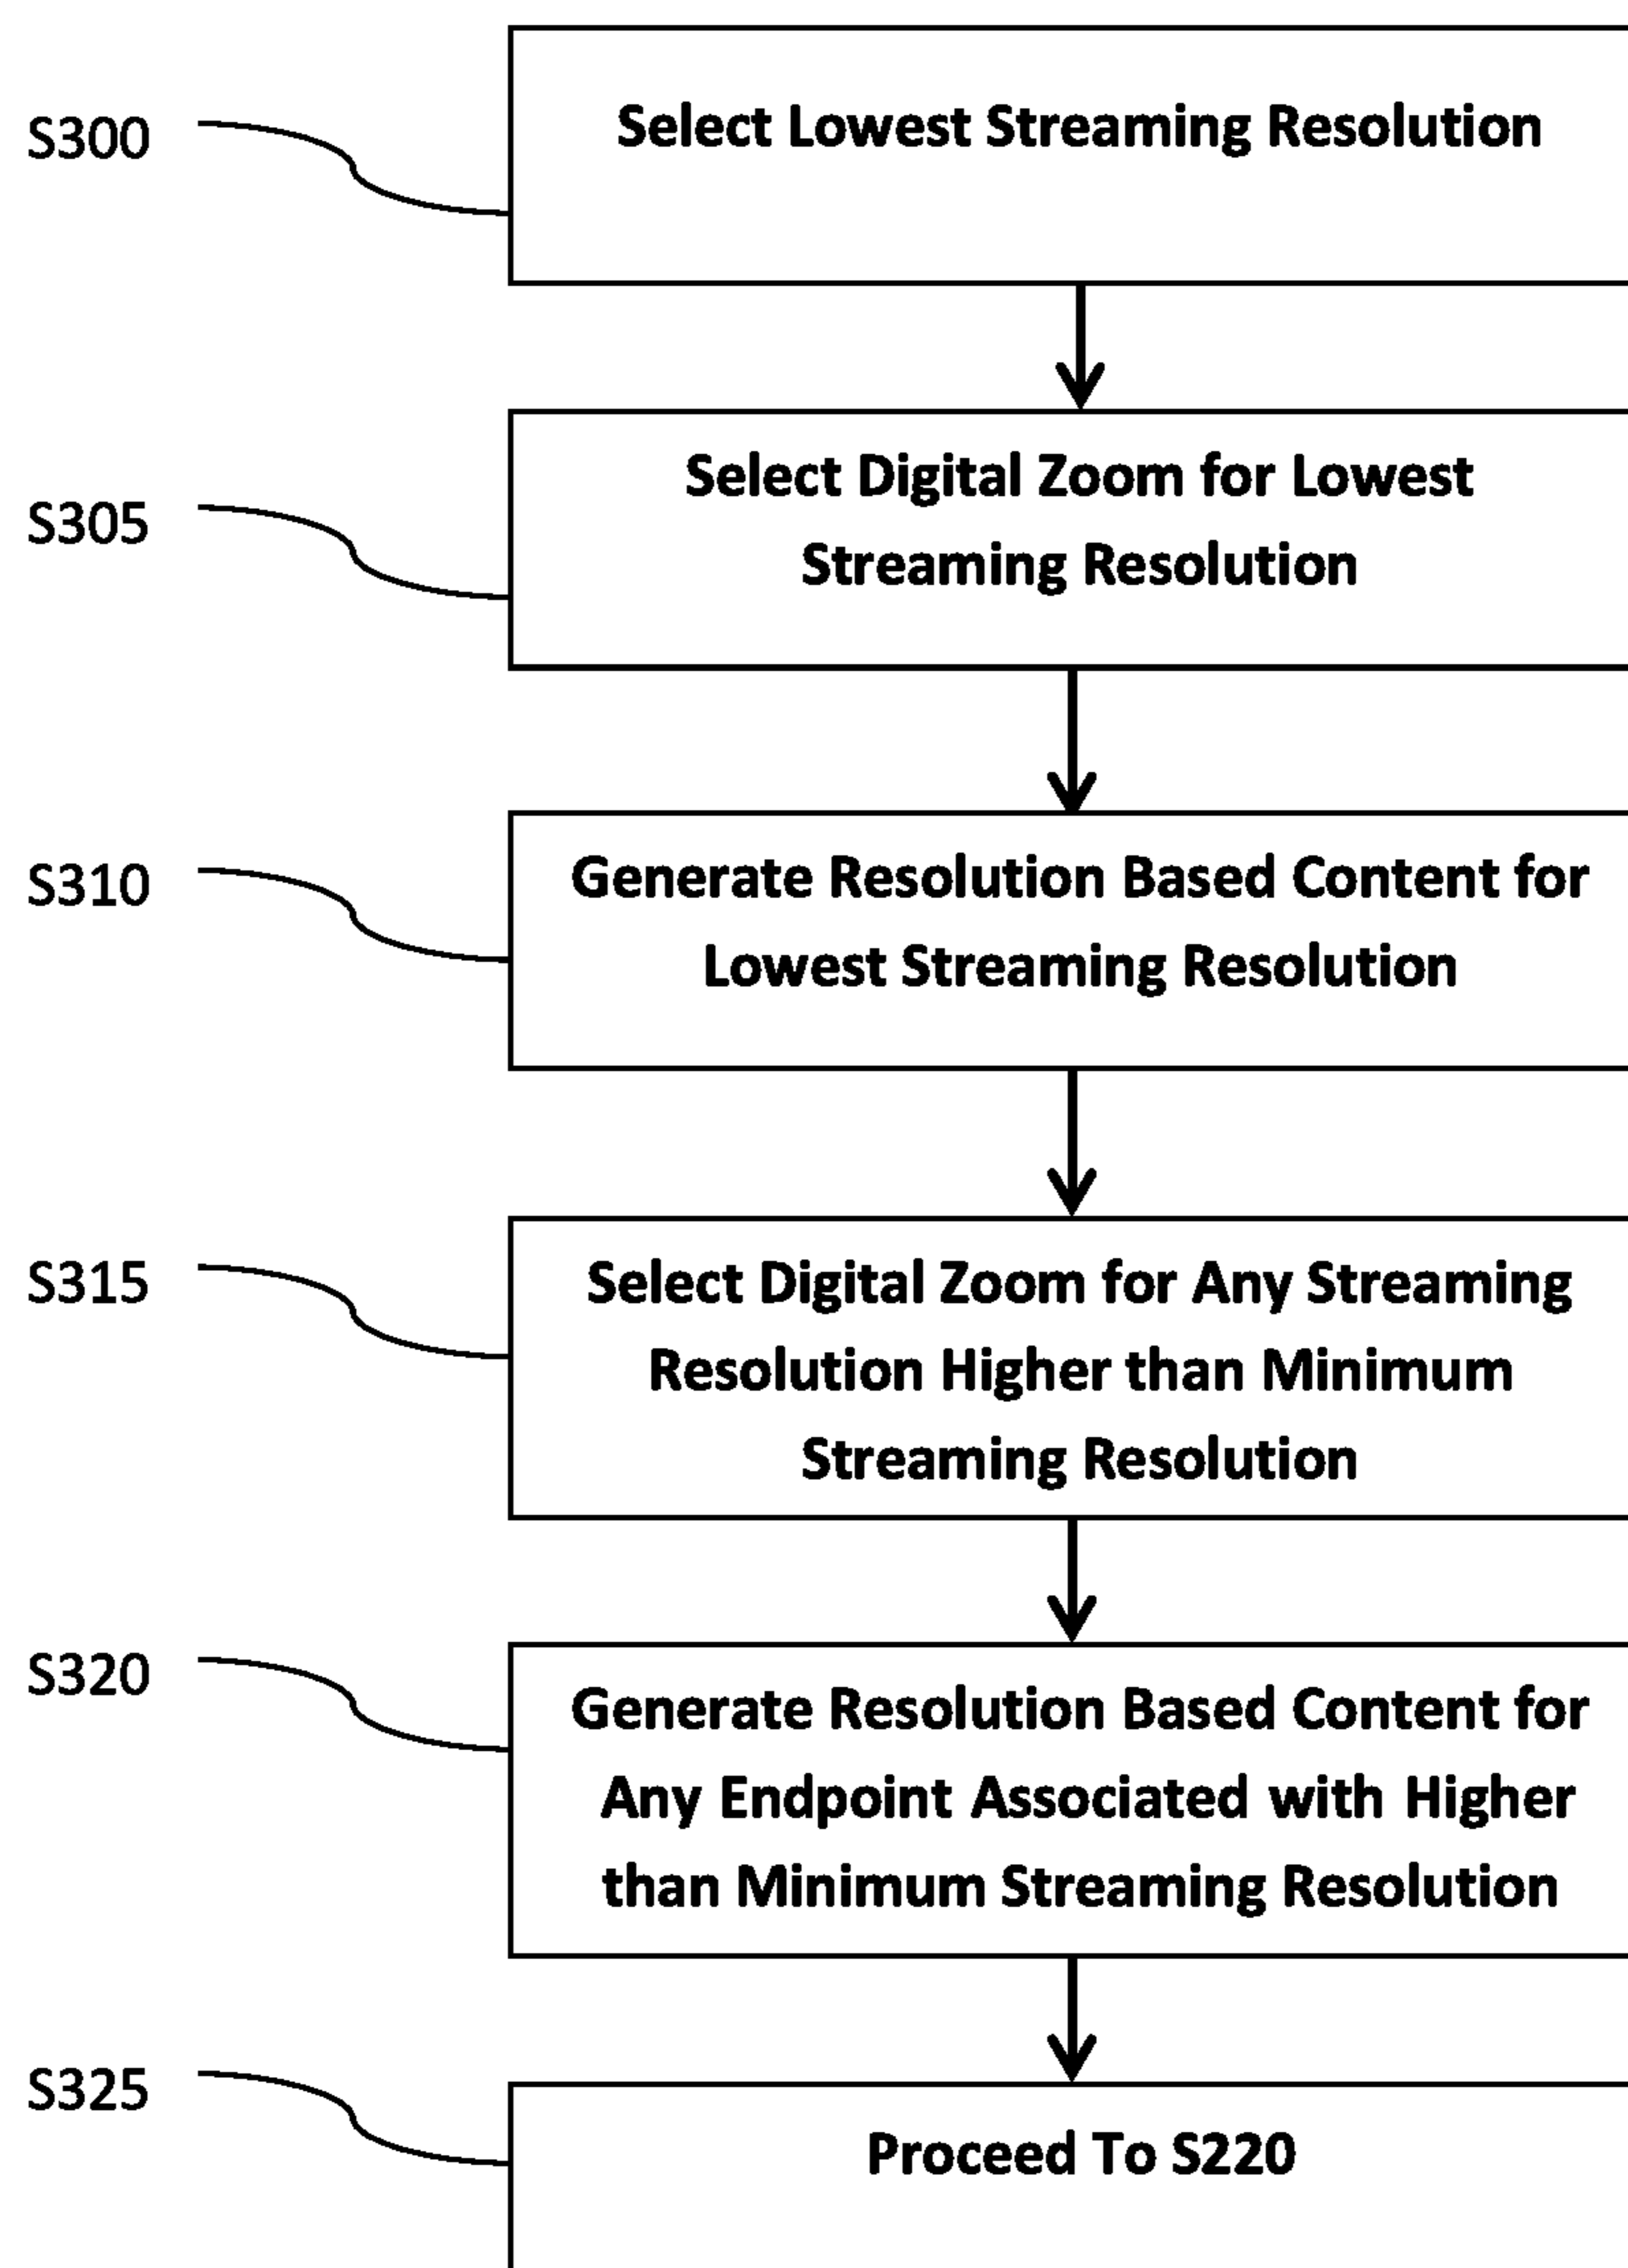 S300
Select Lowest Streaming Resolution
S305
Select Digital Zoom for Lowest
Streaming Resolution
S310
Generate Resolution Based Content for
Lowest Streaming Resolution
S315
Select Digital Zoom for Any Streaming
Resolution Higher than Minimum
Streaming Resolution
S320
Generate Resolution Based Content for
Any Endpoint Associated with Higher
than Minimum Streaming Resolution
S325
Proceed To S220